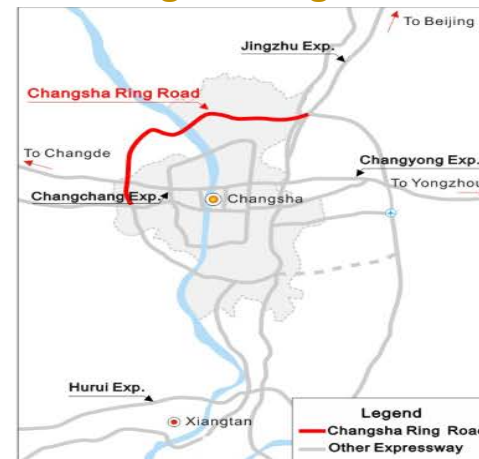 To Beijing
Jingzhu Exp.
Changsha Ring Road
To Changde
Changyong Exp.
To Yongzhou
Changchang Exp.
Changsha
Hurui Exp.
Xiangtan
Legend
Changsha Ring Road
Other Expressway